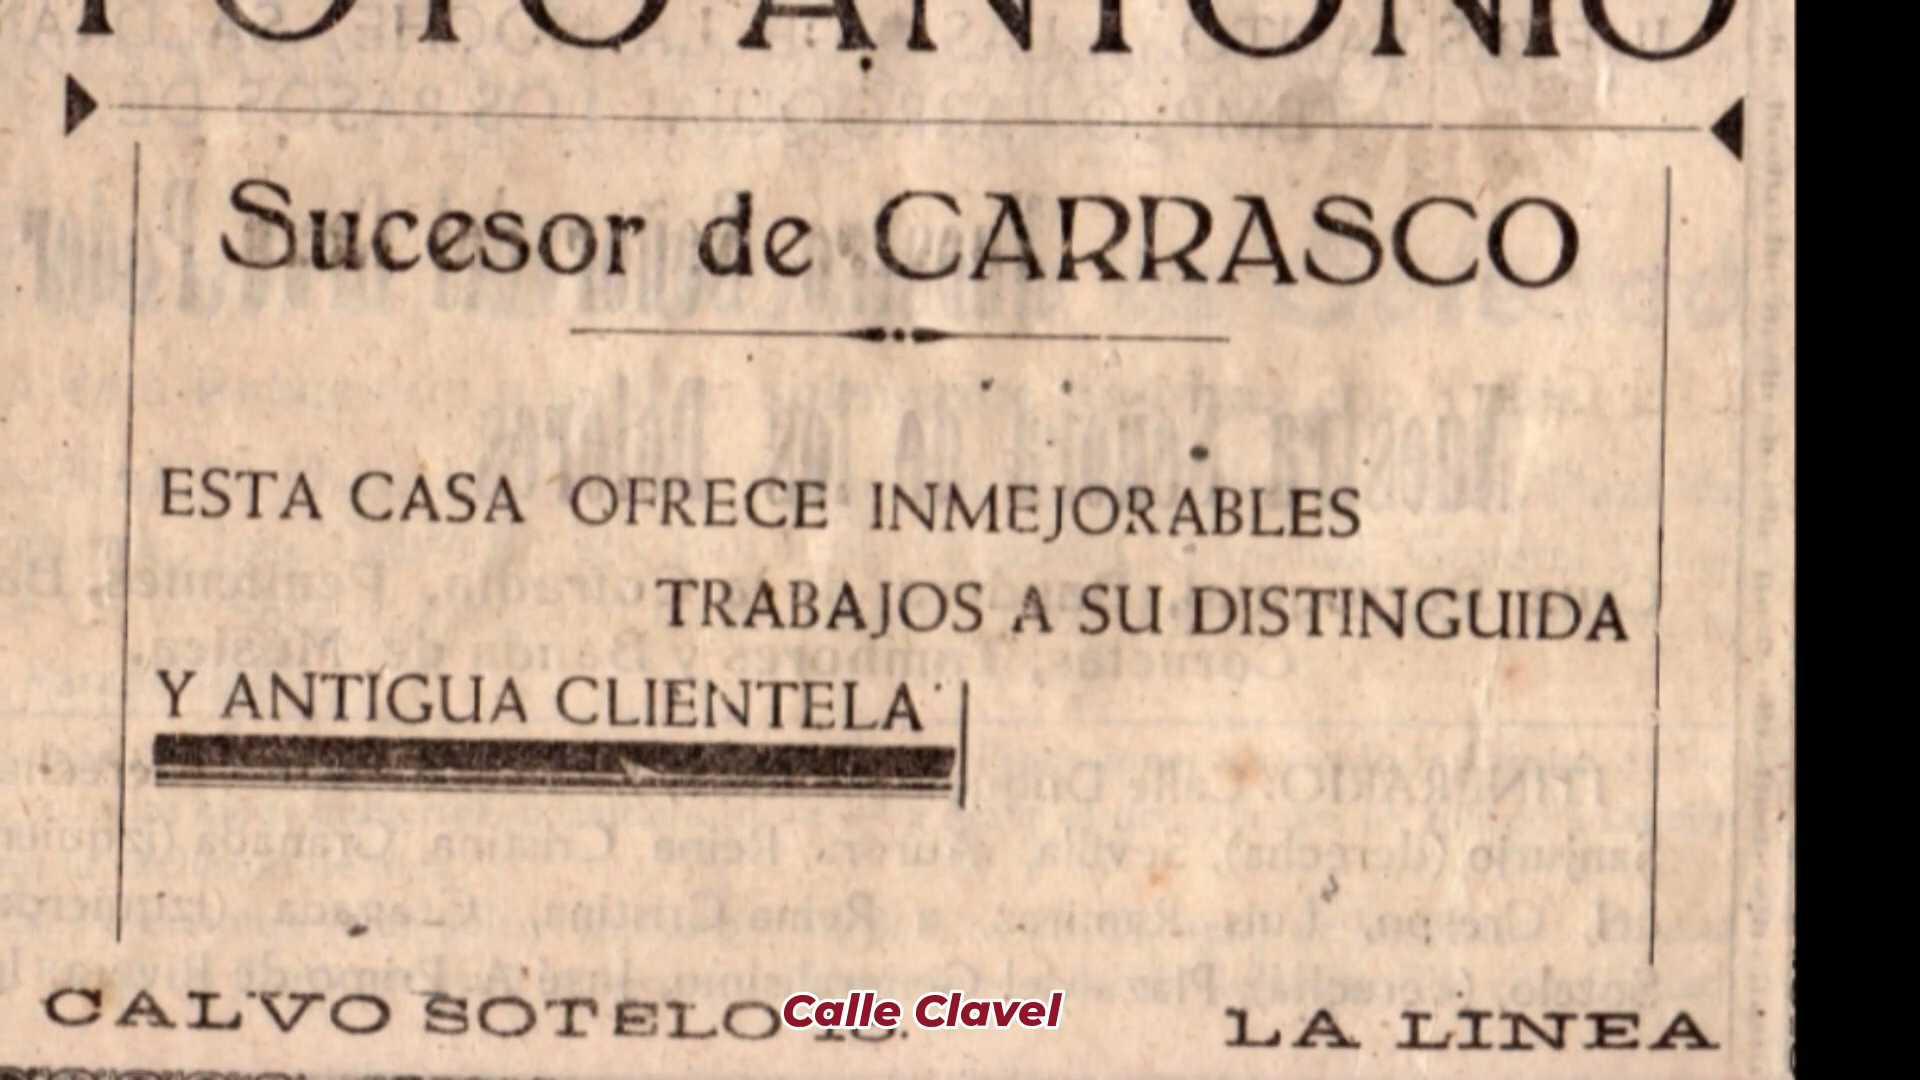 FOTO ANTONIO
Sucesor de CARRASCO
ESTA CASA OFRECE INMEJORABLES
TRABAJOS A SU DISTINGUIDA
Y ANTIGUA CLIENTELA
CALVO SOTELO
Calle Clavel
LA LINEA